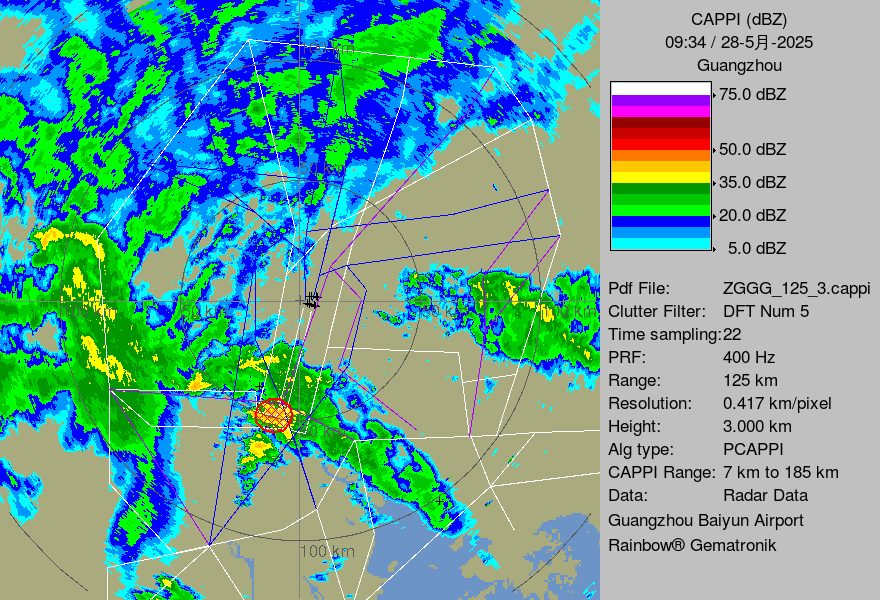 CAPPI (dBZ)
09:34 / 28-5月-2025
Guangzhou
75.0 dBZ
50.0 dBZ
35.0 dBZ
20.0 dBZ
5.0 dBZ
Pdf File: ZGGG_125_3.cappi
Clutter Filter: DFT Num 5
Time sampling:22
PRF: 400 Hz
Range: 125 km
Resolution: 0.417 km/pixel
Height: 3.000 km
Alg type: PCAPPI
CAPPI Range: 7 km to 185 km
Data: Radar Data
Guangzhou Baiyun Airport
Rainbow® Gematronik
100 km